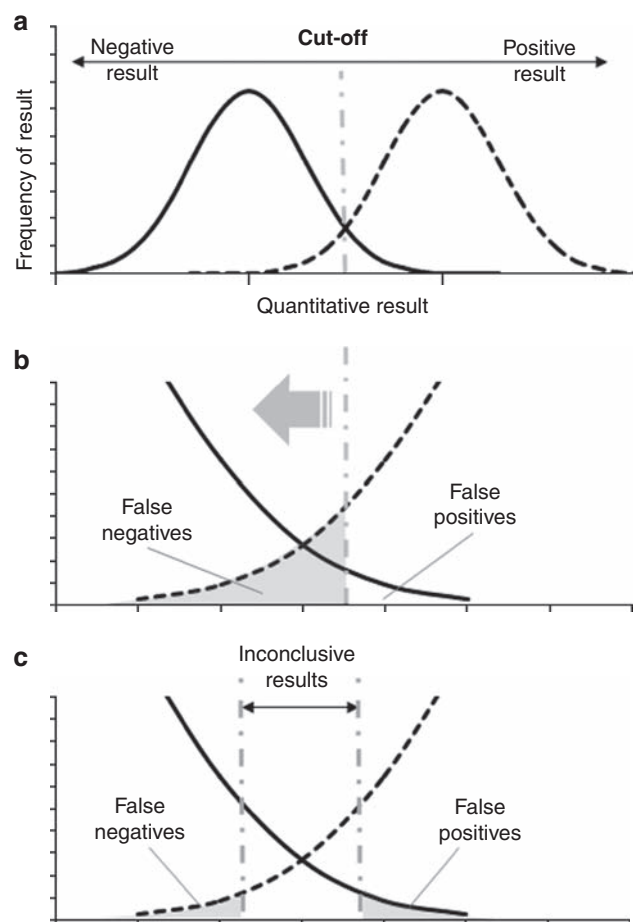 a
Cut-off
Negative
result
Positive
result
Frequency of result
Quantitative result
b
False
negatives
False
positives
c
Inconclusive
results
False
negatives
False
positives